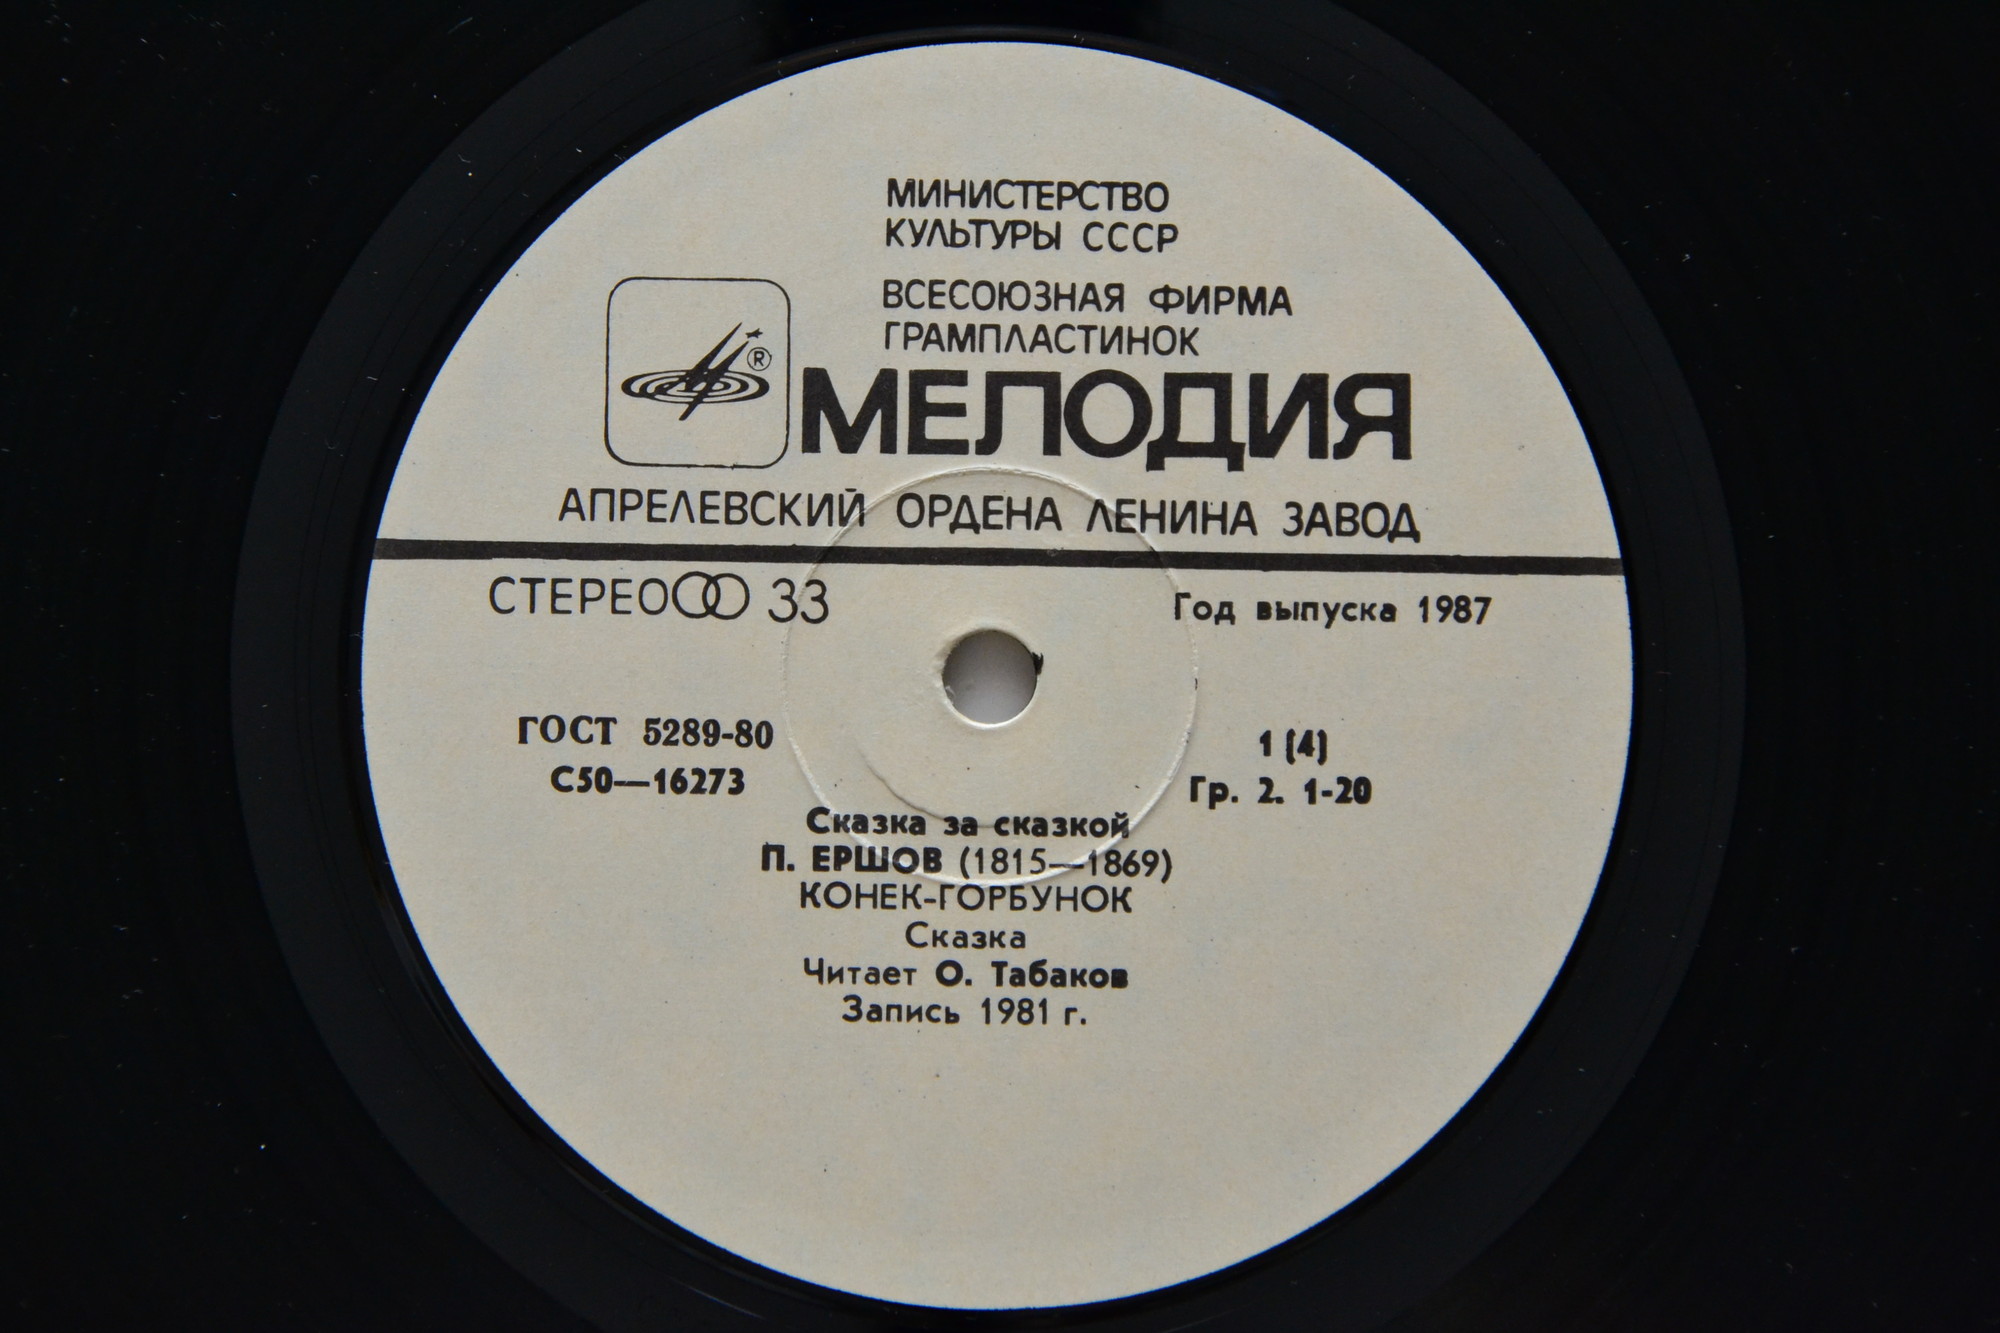 МИНИСТЕРСТВО
КУЛЬТУРЫ СССР
ВСЕСОЮЗНАЯ ФИРМА
ГРАМПЛАСТИНОК
®
МЕЛОДИЯ
АПРЕЛЕВСКИЙ ОРДЕНА ЛЕНИНА ЗАВОД
СТЕРЕО 33
Год выпуска 1987
ГОСТ 5289-80
1 (4)
С50—16273
Гр. 2. 1-20
Сказка за сказкой
П. ЕРШОВ (1815—1869)
КОНЕК-ГОРБУНОК
Сказка
Читает О. Табаков
Запись 1981 г.